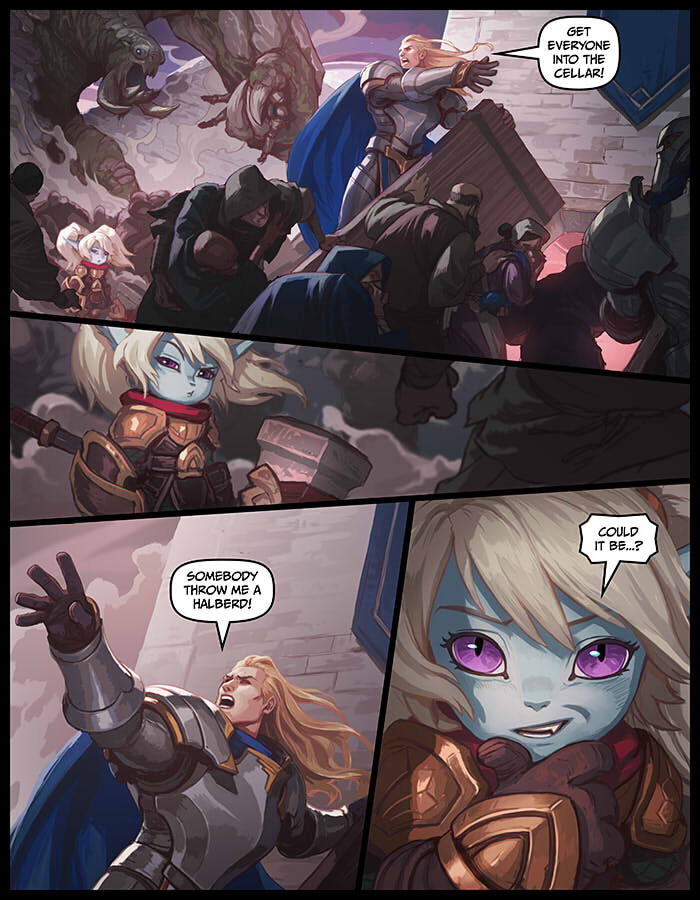 GET
EVERYONE
INTO THE
CELLAR!
SOMEBODY
THROW ME A
HALBERD!
COULD
IT BE...?